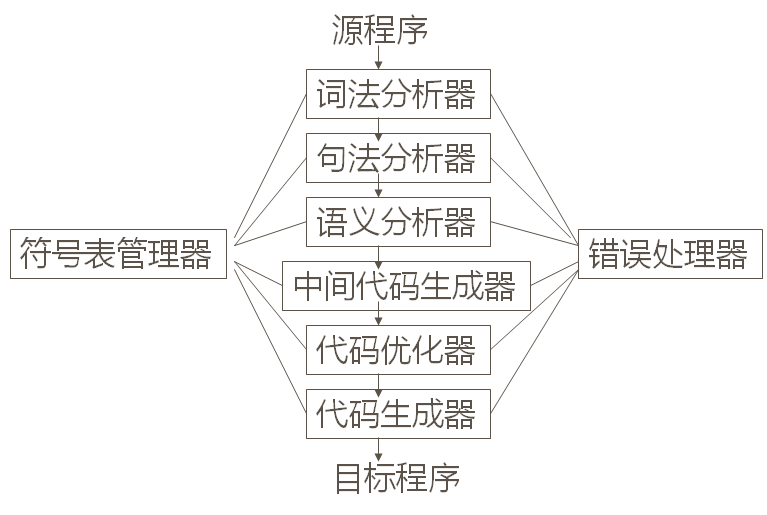 源程序
词法分析器
句法分析器
语义分析器
符号表管理器
错误处理器
中间代码生成器
代码优化器
代码生成器
目标程序